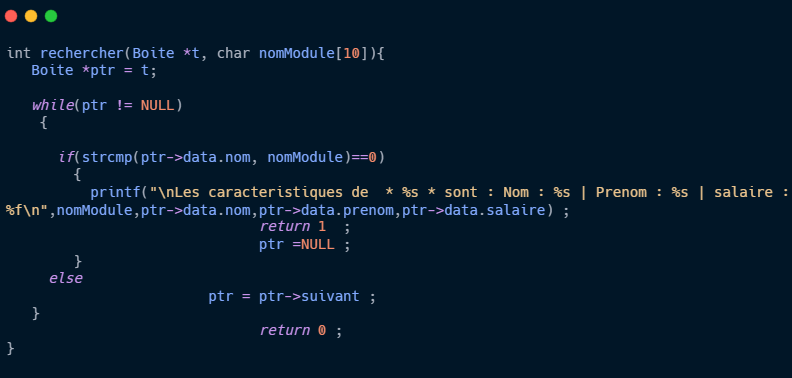 int rechercher(Boite *t, char nomModule[10]){
Boite *ptr = t;
while(ptr != NULL)
{
if(strcmp(ptr->data.nom, nomModule)==0)
{
printf("\nLes caracteristiques de  * %s * sont : Nom : %s | Prenom : %s | salaire :
%f\n",nomModule,ptr->data.nom,ptr->data.prenom,ptr->data.salaire) ;
return 1  ;
ptr =NULL ;
}
else
ptr = ptr->suivant ;
}
return 0 ;
}